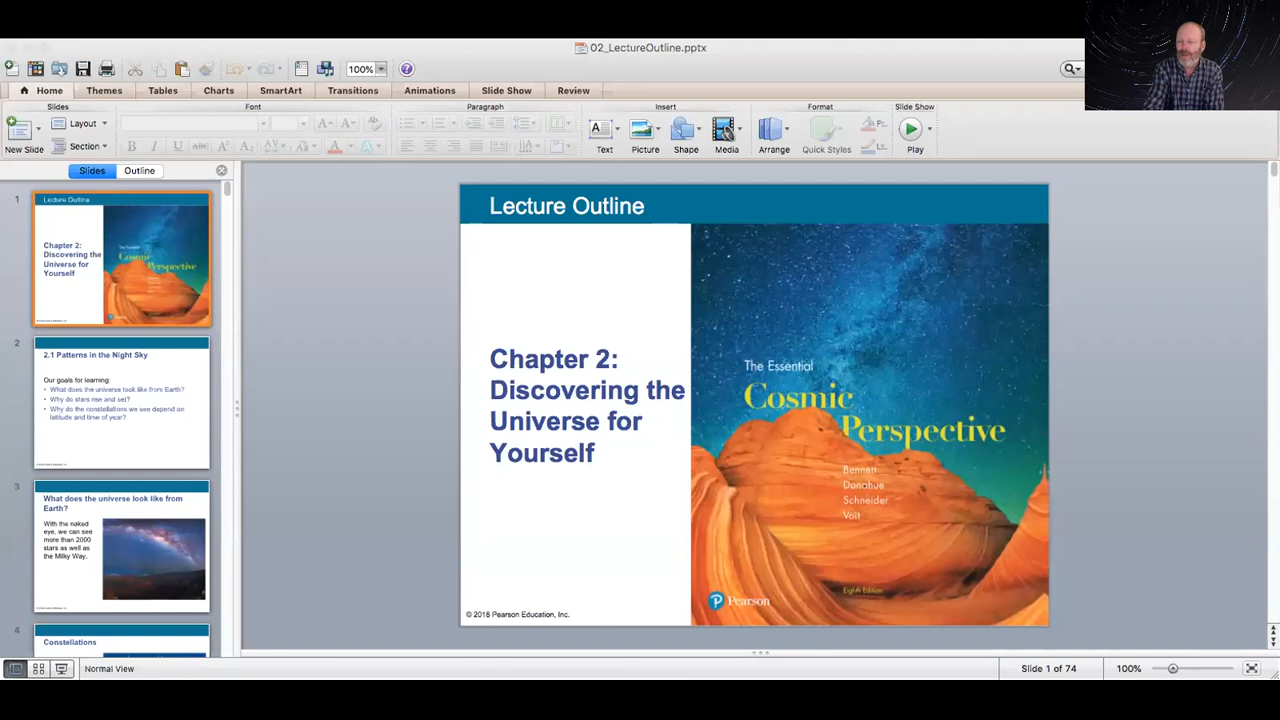 02_LectureOutline.pptx
100%
Home Themes Tables Charts SmartArt Transitions Animations Slide Show Review
Slides Font Paragraph Insert Format Slide Show
Layout
Section
New Slide
B I U ABC
Text Picture Shape Media Arrange Quick Styles Play
Slides Outline
1
Lecture Outline
Chapter 2:
Discovering the
Universe for
Yourself
The Essential
Cosmic
Perspective
2
2.1 Patterns in the Night Sky
Our goals for learning:
• What does the universe look like from Earth?
• Why do stars rise and set?
• Why do the constellations we see depend on
latitude and time of year?
3
What does the universe look like from
Earth?
With the naked
eye, we can see
more than 2000
stars as well as
the Milky Way.
4
Constellations
Lecture Outline
Chapter 2:
Discovering the
Universe for
Yourself
© 2018 Pearson Education, Inc.
The Essential
Cosmic
Perspective
Bennett
Donahue
Schneider
Voit
Eighth Edition
Pearson
Normal View
Slide 1 of 74
100%